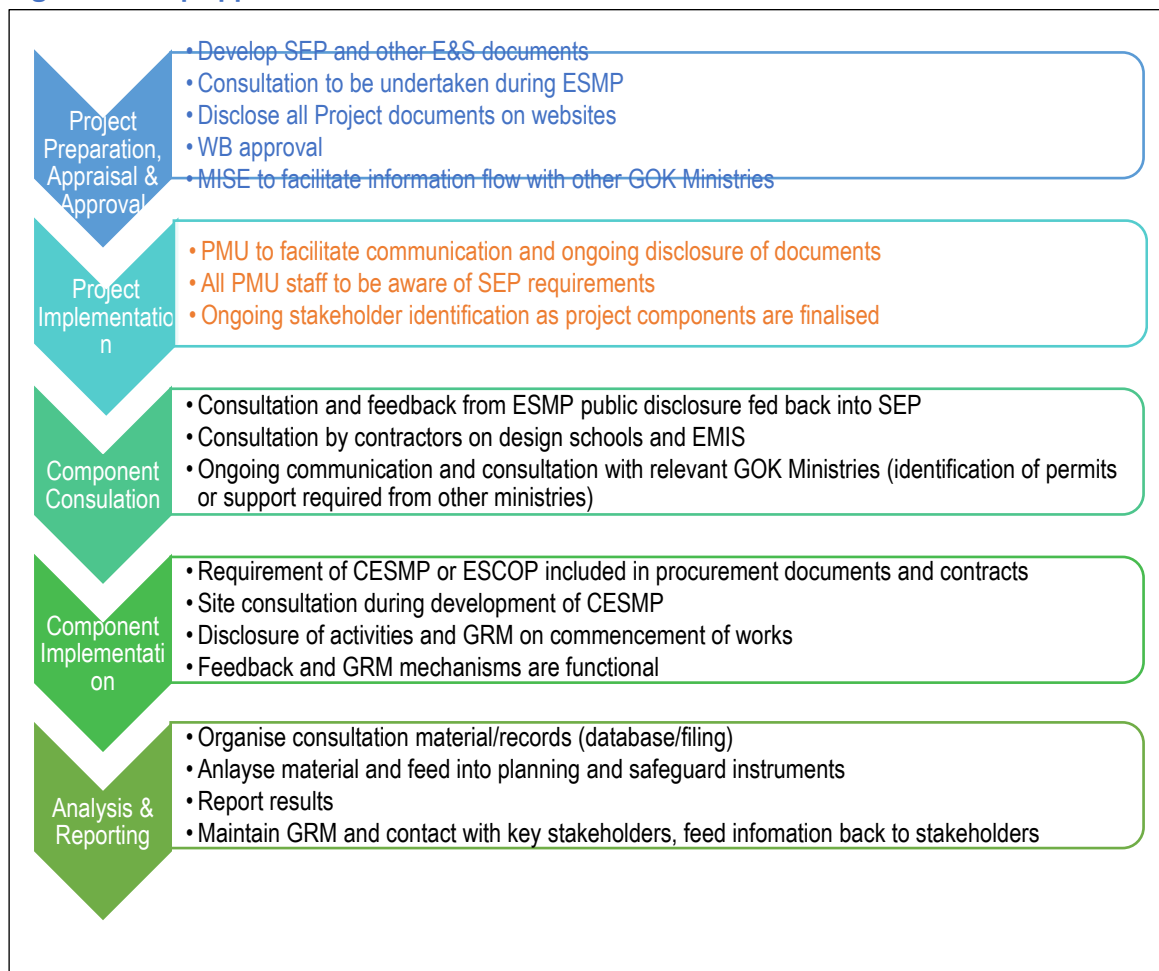 Project
Preparation,
Appraisal &
Approval
• Develop SEP and other E&S documents
• Consultation to be undertaken during ESMP
• Disclose all Project documents on websites
• WB approval
• MISE to facilitate information flow with other GOK Ministries
Project
Implementatio
n
• PMU to facilitate communication and ongoing disclosure of documents
• All PMU staff to be aware of SEP requirements
• Ongoing stakeholder identification as project components are finalised
Component
Consulation
• Consultation and feedback from ESMP public disclosure fed back into SEP
• Consultation by contractors on design schools and EMIS
• Ongoing communication and consultation with relevant GOK Ministries (identification of permits
or support required from other ministries)
Component
Implementati
on
• Requirement of CESMP or ESCOP included in procurement documents and contracts
• Site consultation during development of CESMP
• Disclosure of activities and GRM on commencement of works
• Feedback and GRM mechanisms are functional
Analysis &
Reporting
• Organise consultation material/records (database/filing)
• Anlayse material and feed into planning and safeguard instruments
• Report results
• Maintain GRM and contact with key stakeholders, feed infomation back to stakeholders